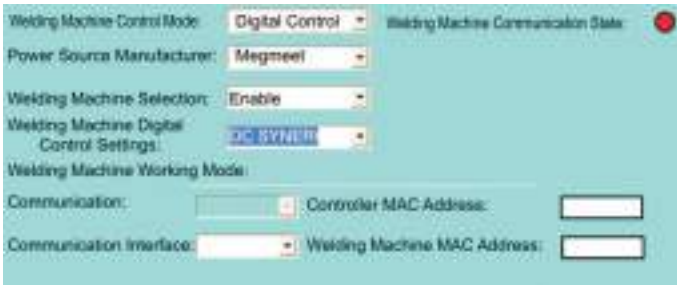 Welding Machine Control Mode: Digital Control Welding Machine Communication State:
Power Source Manufacturer: Megmeet
Welding Machine Selection: Enable
Welding Machine Digital
Control Settings: DC SYNERGI
Welding Machine Working Mode:
Communication: Controller MAC Address:
Communication Interface: Welding Machine MAC Address: